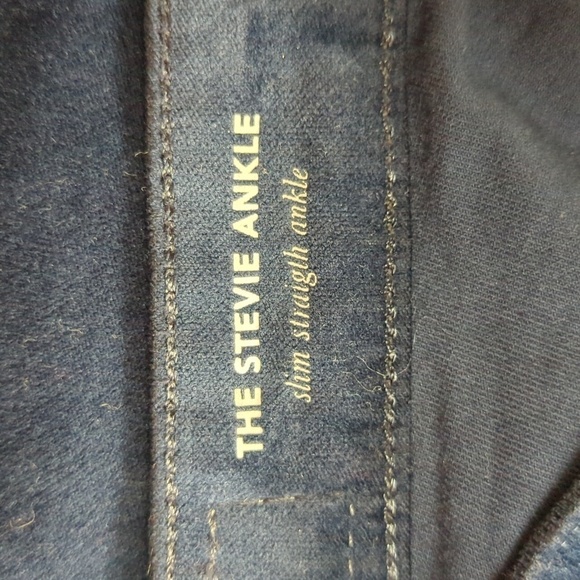 THE STEVIE ANKLE
slim straigth ankle